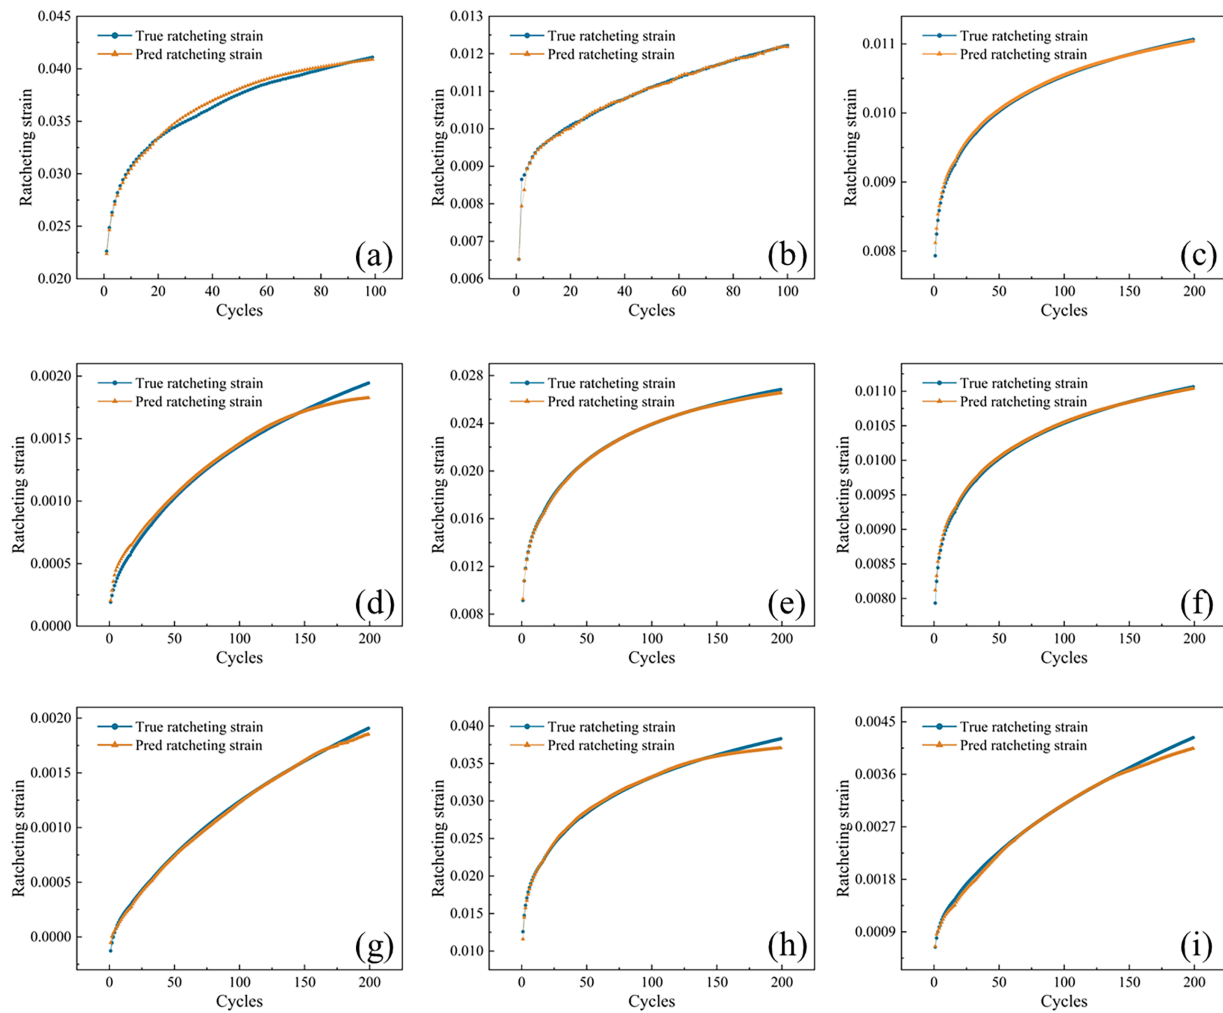 True ratcheting strain
Pred ratcheting strain
Ratcheting strain
0.045
0.040
0.035
0.030
0.025
0.020
0 20 40 60 80 100
Cycles
(a)
True ratcheting strain
Pred ratcheting strain
Ratcheting strain
0.013
0.012
0.011
0.010
0.009
0.008
0.007
0.006
0 20 40 60 80 100
Cycles
(b)
True ratcheting strain
Pred ratcheting strain
Ratcheting strain
0.011
0.010
0.009
0.008
0 50 100 150 200
Cycles
(c)
True ratcheting strain
Pred ratcheting strain
Ratcheting strain
0.0020
0.0015
0.0010
0.0005
0.0000
0 50 100 150 200
Cycles
(d)
True ratcheting strain
Pred ratcheting strain
Ratcheting strain
0.028
0.024
0.020
0.016
0.012
0.008
0 50 100 150 200
Cycles
(e)
True ratcheting strain
Pred ratcheting strain
Ratcheting strain
0.0110
0.0105
0.0100
0.0095
0.0090
0.0085
0.0080
0 50 100 150 200
Cycles
(f)
True ratcheting strain
Pred ratcheting strain
Ratcheting strain
0.0020
0.0015
0.0010
0.0005
0.0000
0 50 100 150 200
Cycles
(g)
True ratcheting strain
Pred ratcheting strain
Ratcheting strain
0.040
0.035
0.030
0.025
0.020
0.015
0.010
0 50 100 150 200
Cycles
(h)
True ratcheting strain
Pred ratcheting strain
Ratcheting strain
0.0045
0.0036
0.0027
0.0018
0.0009
0 50 100 150 200
Cycles
(i)